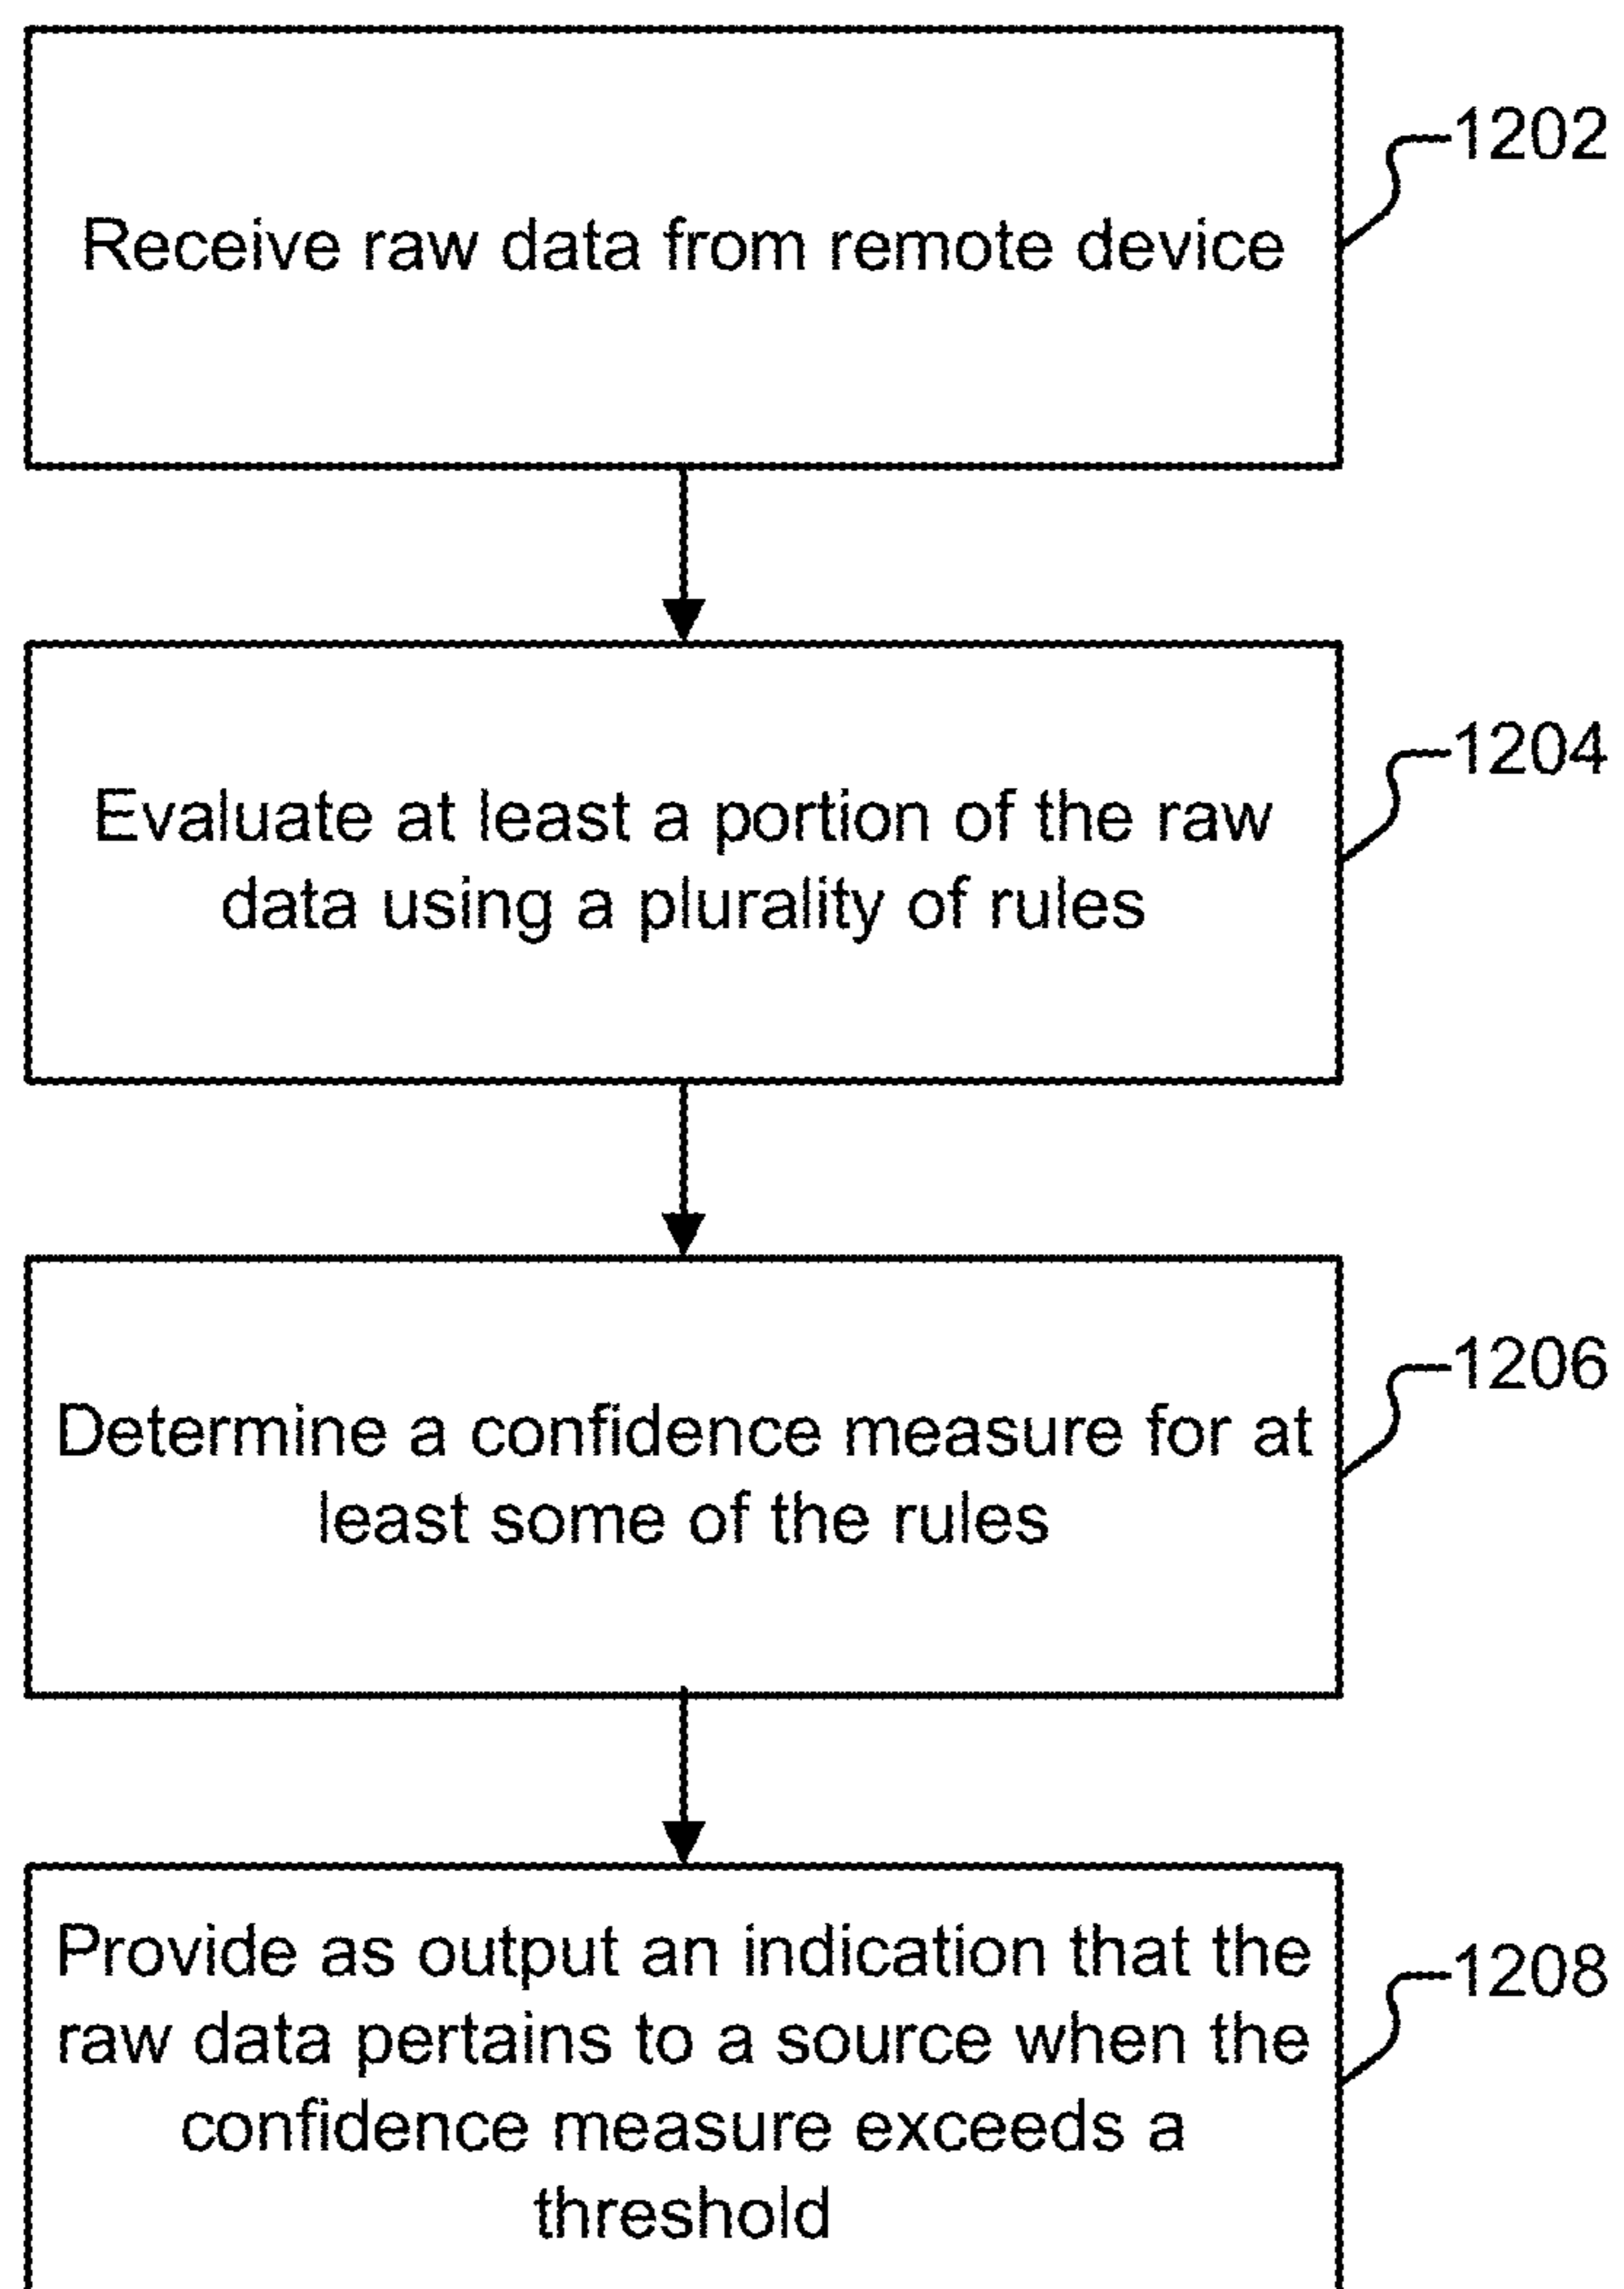 1202
Receive raw data from remote device
1204
Evaluate at least a portion of the raw
data using a plurality of rules
1206
Determine a confidence measure for at
least some of the rules
1208
Provide as output an indication that the
raw data pertains to a source when the
confidence measure exceeds a
threshold